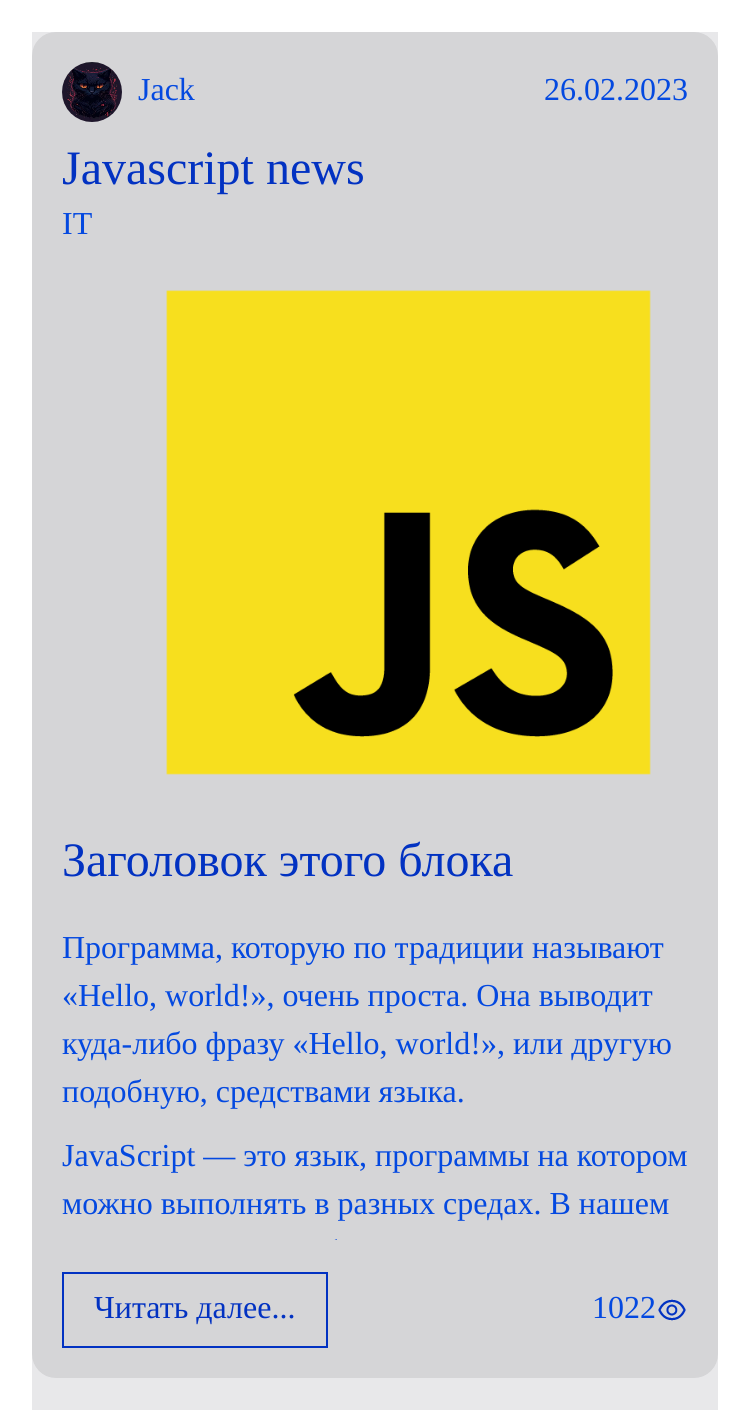 Jack
26.02.2023
Javascript news
IT
JS
Заголовок этого блока
Программа, которую по традиции называют
«Hello, world!», очень проста. Она выводит
куда-либо фразу «Hello, world!», или другую
подобную, средствами языка.
JavaScript — это язык, программы на котором
можно выполнять в разных средах. В нашем
Читать далее...
1022